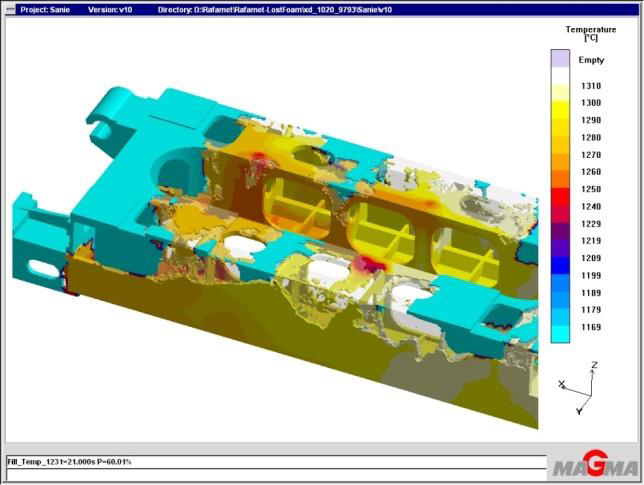 Project: Sanie Version: v10 Directory: D:\Rafamet\Rafamet-LostFoam\xd_1020_9793\Sanie\v10
Temperature
[°C]
Empty
1310
1300
1290
1280
1270
1260
1250
1240
1229
1219
1209
1199
1189
1179
1169
Z
X
Y
Fill_Temp_1231=21.000s P=60.01%
MAGMA